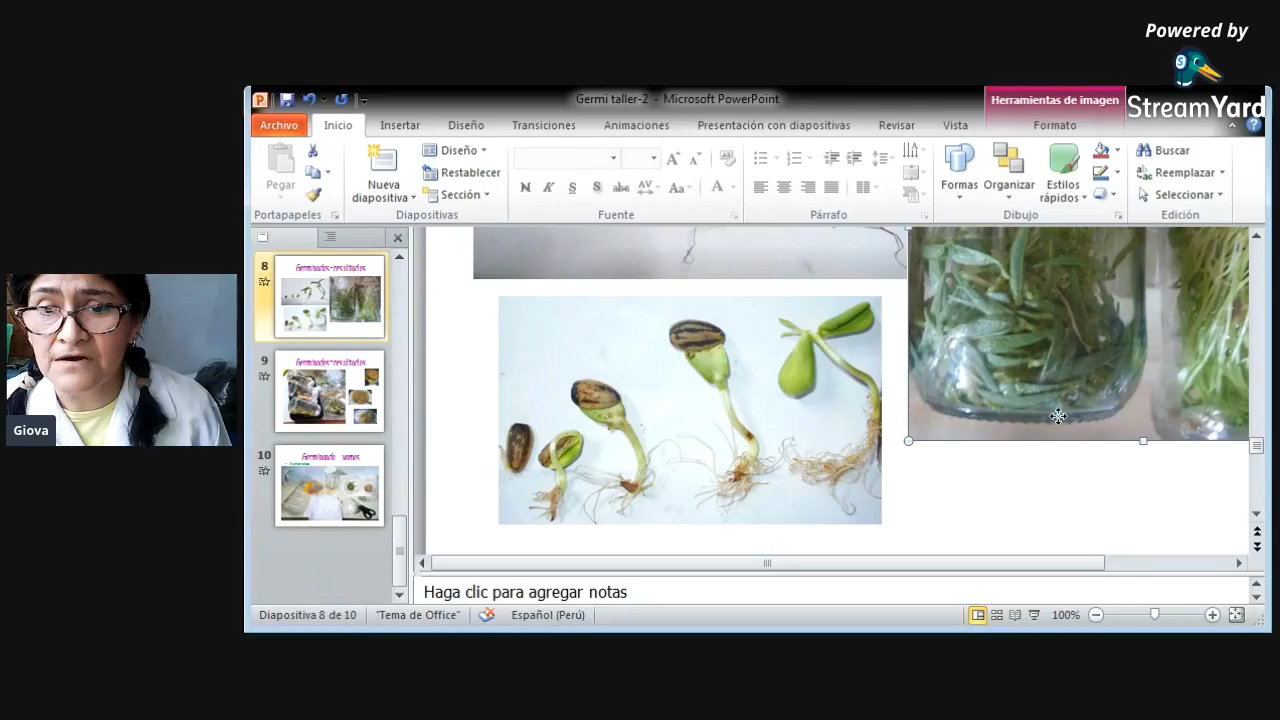 Powered by
StreamYard
Germi taller-2 - Microsoft PowerPoint
Herramientas de imagen
Archivo Inicio Insertar Diseño Transiciones Animaciones Presentación con diapositivas Revisar Vista Formato
Pegar
Portapapeles
Nueva
diapositiva
Diseño
Restablecer
Sección
Diapositivas
N K S S abc AV Aa A
Fuente
Párrafo
Formas
Organizar
Estilos
rápidos
Dibujo
Buscar
Reemplazar
Seleccionar
Edición
8
Germinados-resultados
9
Germinados-resultados
10
Giova
Haga clic para agregar notas
Diapositiva 8 de 10
"Tema de Office"
Español (Perú)
100%